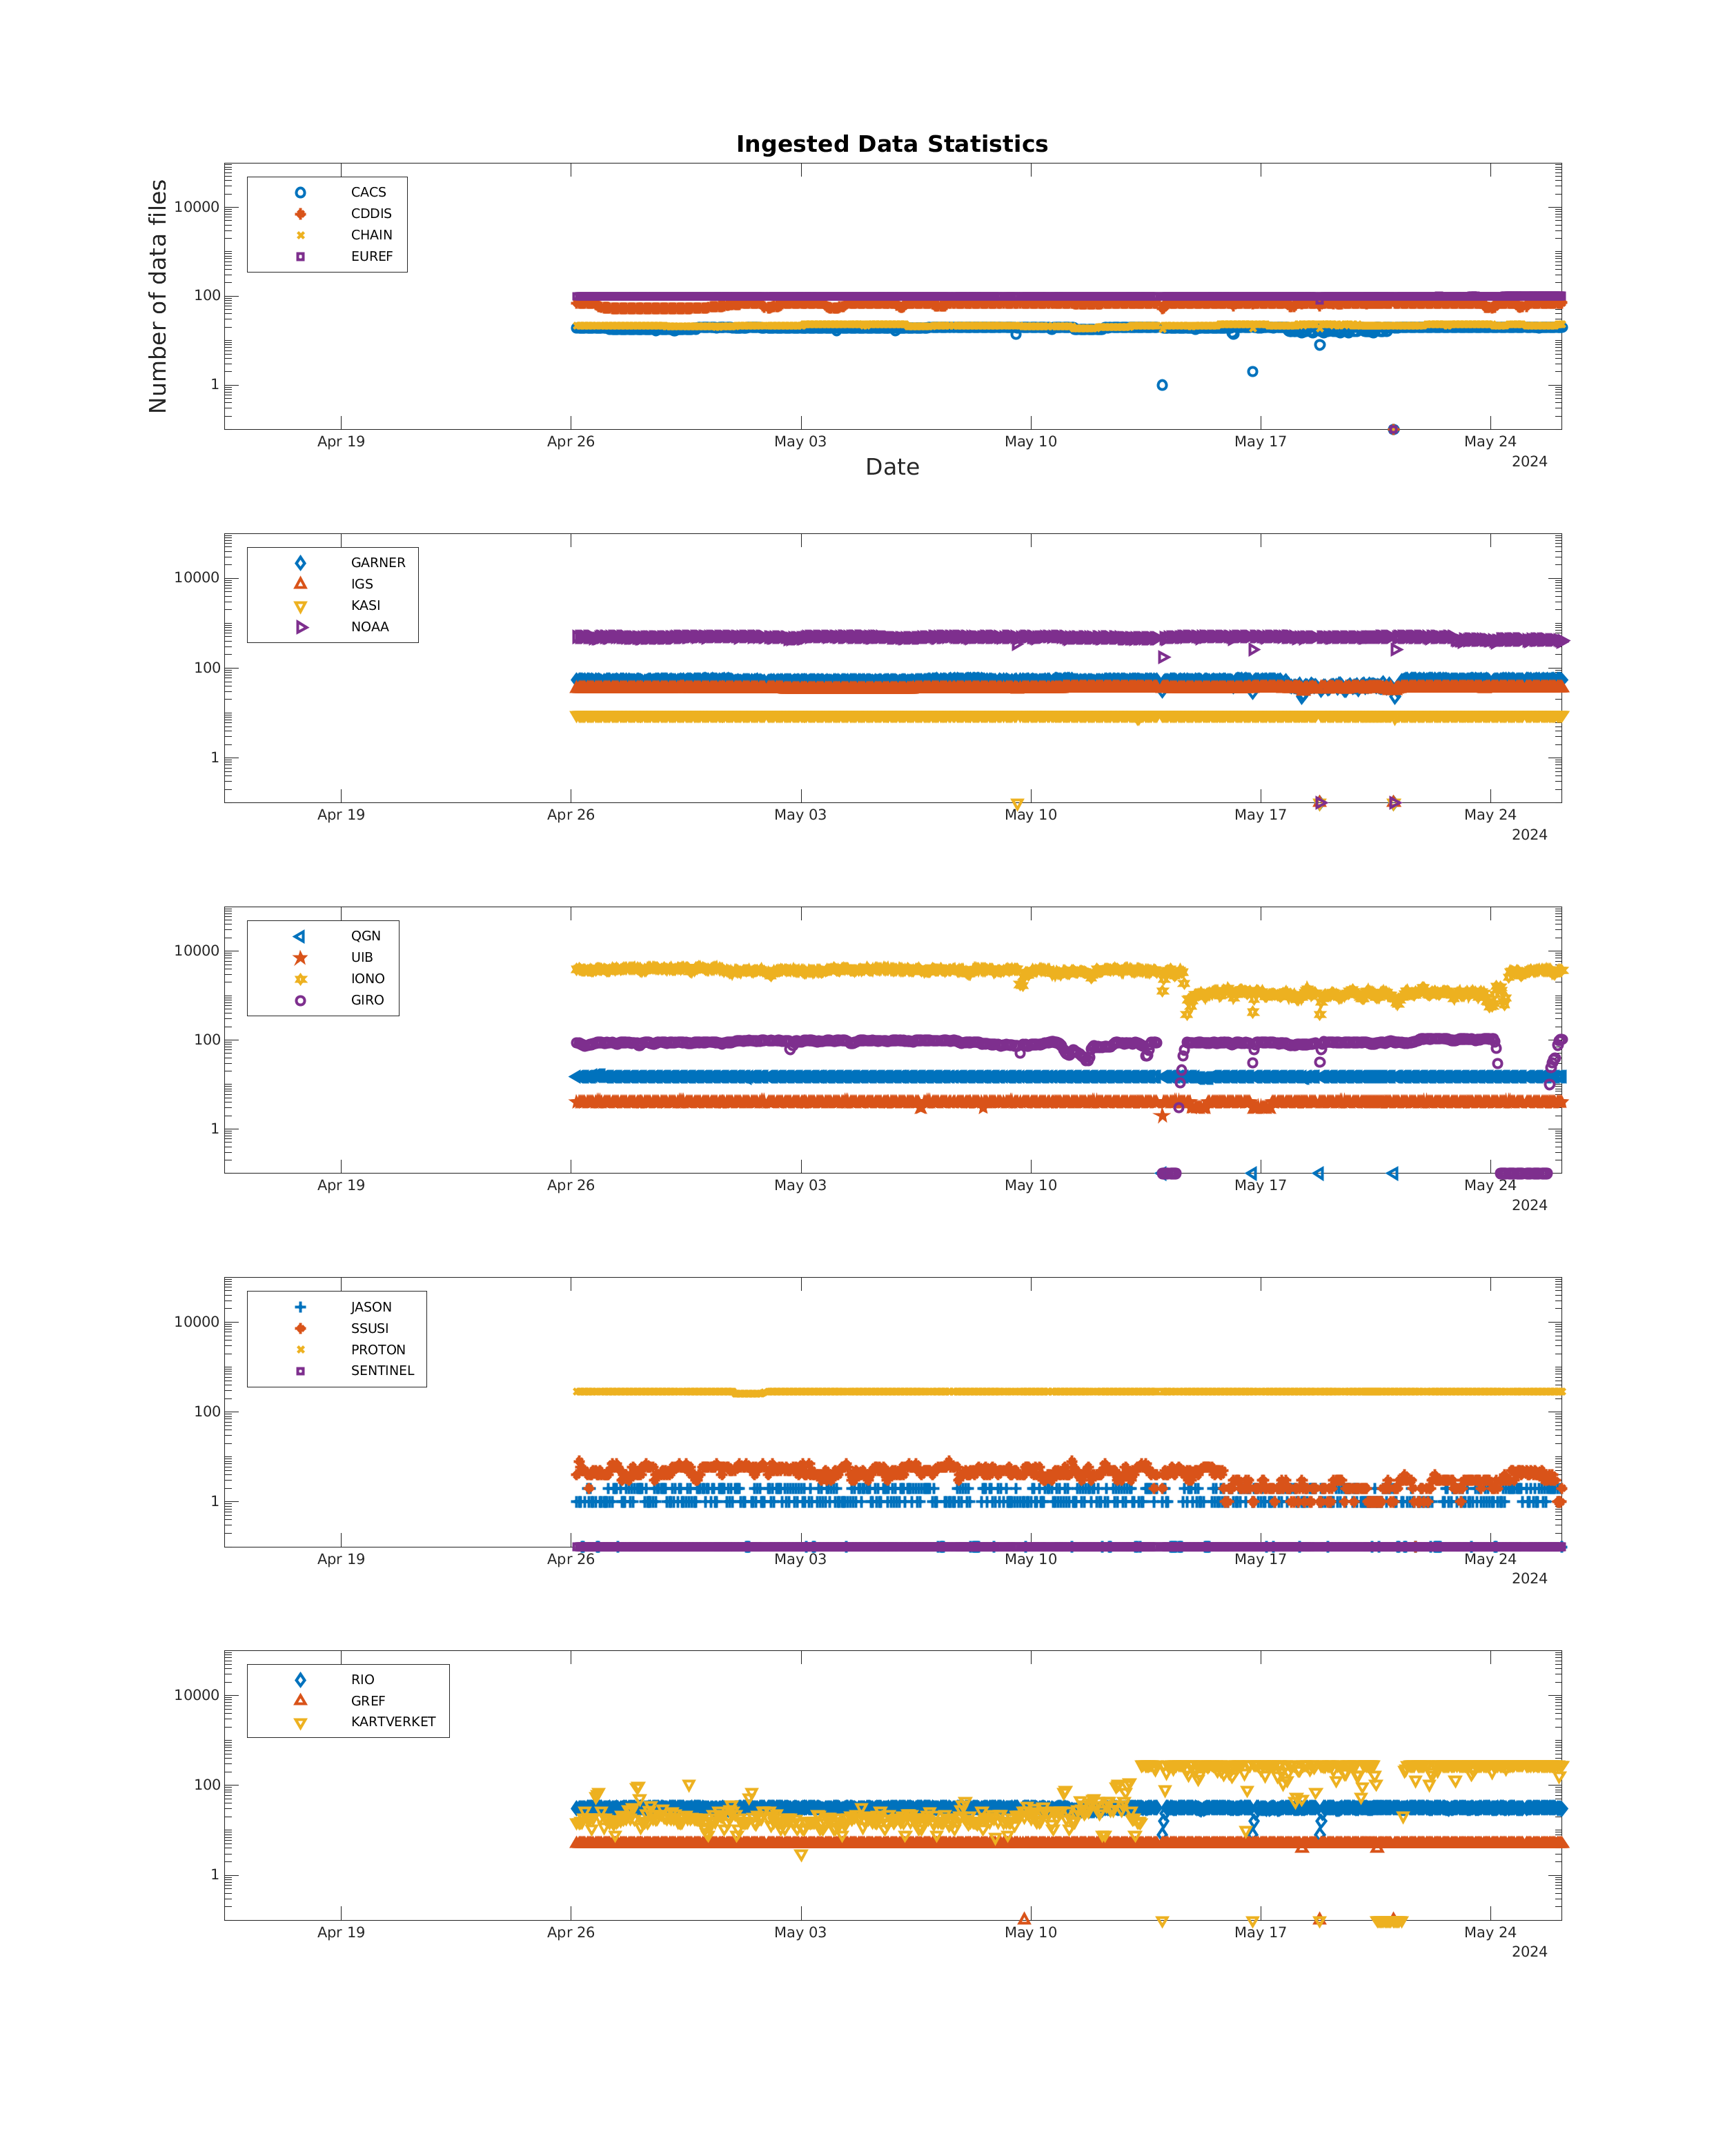 Ingested Data Statistics
Number of data files
10000
100
1
CACS
CDDIS
CHAIN
EUREF
Apr 19 Apr 26 May 03 May 10 May 17 May 24
2024
Date
10000
100
1
GARNER
IGS
KASI
NOAA
Apr 19 Apr 26 May 03 May 10 May 17 May 24
2024
10000
100
1
QGN
UIB
IONO
GIRO
Apr 19 Apr 26 May 03 May 10 May 17 May 24
2024
10000
100
1
JASON
SSUSI
PROTON
SENTINEL
Apr 19 Apr 26 May 03 May 10 May 17 May 24
2024
10000
100
1
RIO
GREF
KARTVERKET
Apr 19 Apr 26 May 03 May 10 May 17 May 24
2024